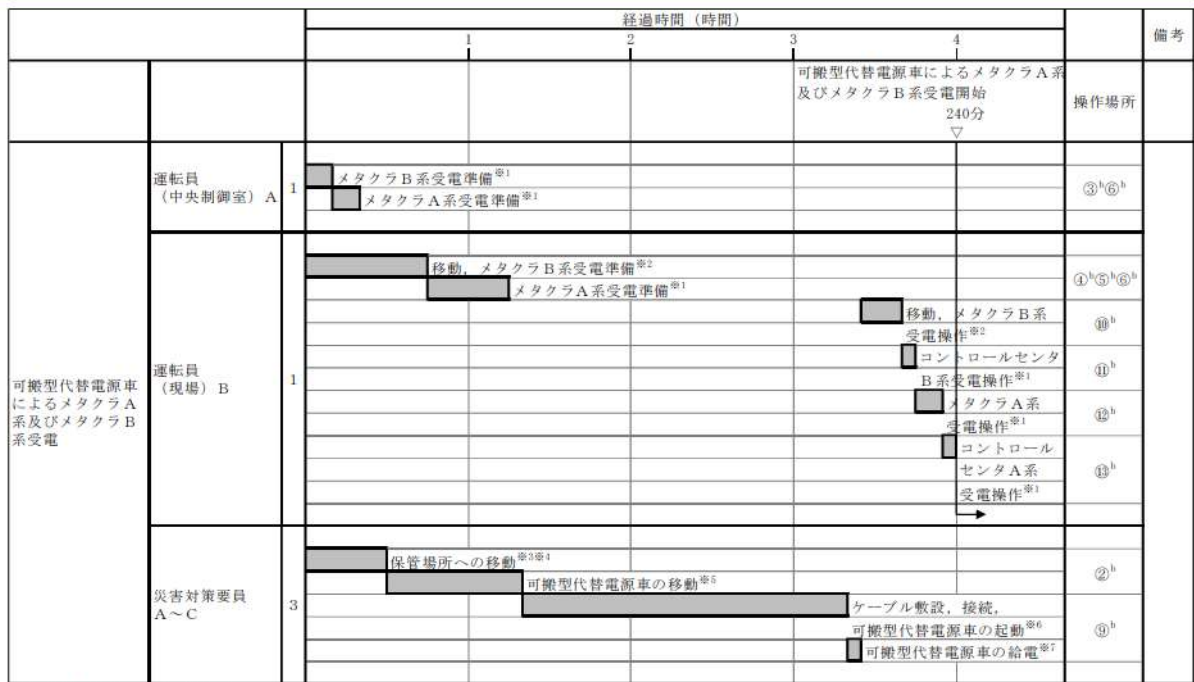 経過時間（時間）
備考
1
2
3
4
可搬型代替電源車によるメタクラA系
及びメタクラB系受電開始
240分
▽
操作場所
可搬型代替電源車
によるメタクラA
系及びメタクラB
系受電
運転員
（中央制御室）A
1
メタクラB系受電準備※1
メタクラA系受電準備※1
③h⑥h
運転員
（現場）B
1
移動，メタクラB系受電準備※2
メタクラA系受電準備※1
④h⑤h⑥h
移動，メタクラB系
受電操作※2
⑩h
コントロールセンタ
B系受電操作※1
⑪h
メタクラA系
受電操作※1
⑫h
コントロール
センタA系
受電操作※1
⑬h
災害対策要員
A～C
3
保管場所への移動※3※4
可搬型代替電源車の移動※5
②h
ケーブル敷設，接続，
可搬型代替電源車の起動※6
可搬型代替電源車の給電※7
⑨h